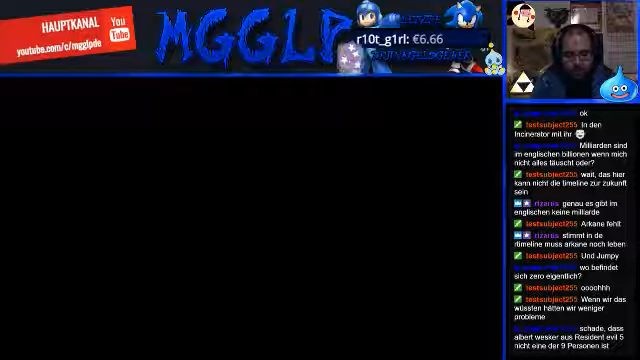 HAUPTKANAL
youtube.com/c/mgglpde
You
Tube
MGGLP
r10t_g1rl: €6.66
ok
testsubject255 In den
Incinerator mit ihr
Milliarden sind
im englischen billionen wenn mich
nicht alles täuscht oder?
testsubject255 wait, das hier
kann nicht die timeline zur zukunft
sein
rizarus genau es gibt im
englischen keine milliarde
testsubject255 Arkane fehlt
rizarus stimmt in de
rtimeline muss arkane noch leben
testsubject255 Und Jumpy
wo befindet
sich zero eigentlich?
testsubject255 oooohhh
testsubject255 Wenn wir das
wüssten hätten wir weniger
probleme
schade, dass
albert wesker aus Resident evil 5
nicht eine der 9 Personen ist